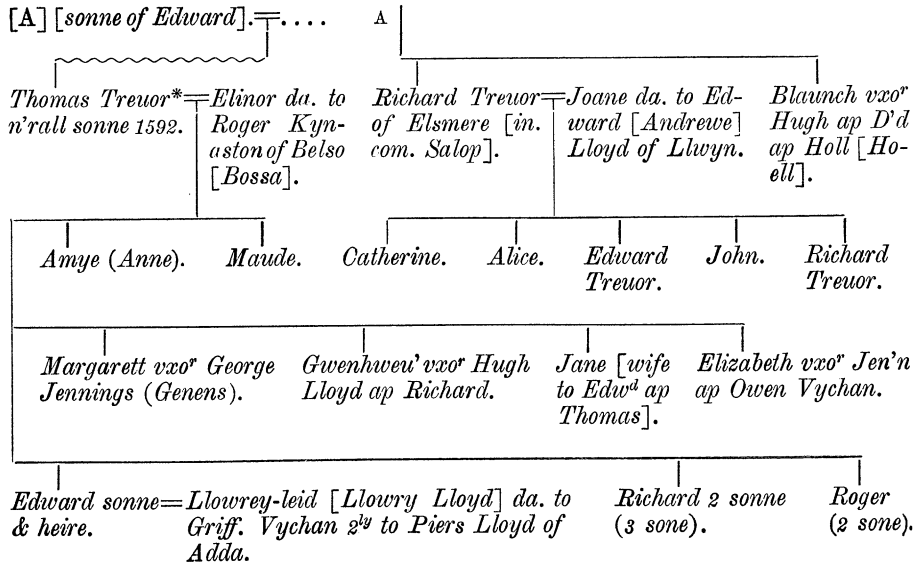 [A] [sonne of Edward].=....
A
Thomas Treuor*=Elinor da. to
n'rall sonne 1592.
Roger Kyn-
aston of Belso
[Bossa].
Richard Treuor=Joane da. to Ed-
of Elsmere [in.
com. Salop].
ward [Andrewe]
Lloyd of Llwyn.
Blaunch vxoʳ
Hugh ap D'd
ap Holl [Ho-
ell].
Amye (Anne).
Maude.
Catherine.
Alice.
Edward
Treuor.
John.
Richard
Treuor.
Margarett vxoʳ George
Jennings (Genens).
Gwenhweu' vxoʳ Hugh
Lloyd ap Richard.
Jane [wife
to Edwᵈ ap
Thomas].
Elizabeth vxoʳ Jen'n
ap Owen Vychan.
Edward sonne=Llowrey-leid [Llowry Lloyd] da. to
& heire.
Griff. Vychan 2ˡʸ to Piers Lloyd of
Adda.
Richard 2 sonne
(3 sone).
Roger
(2 sone).